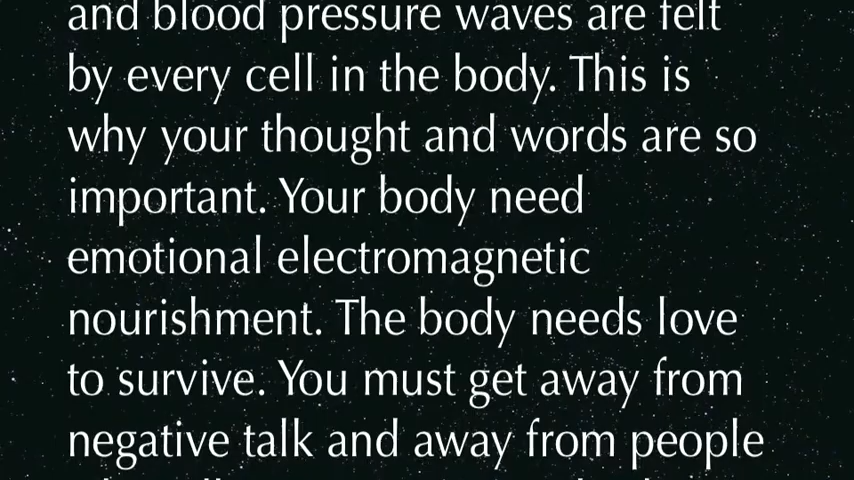 and blood pressure waves are felt
by every cell in the body. This is
why your thought and words are so
important. Your body need
emotional electromagnetic
nourishment. The body needs love
to survive. You must get away from
negative talk and away from people